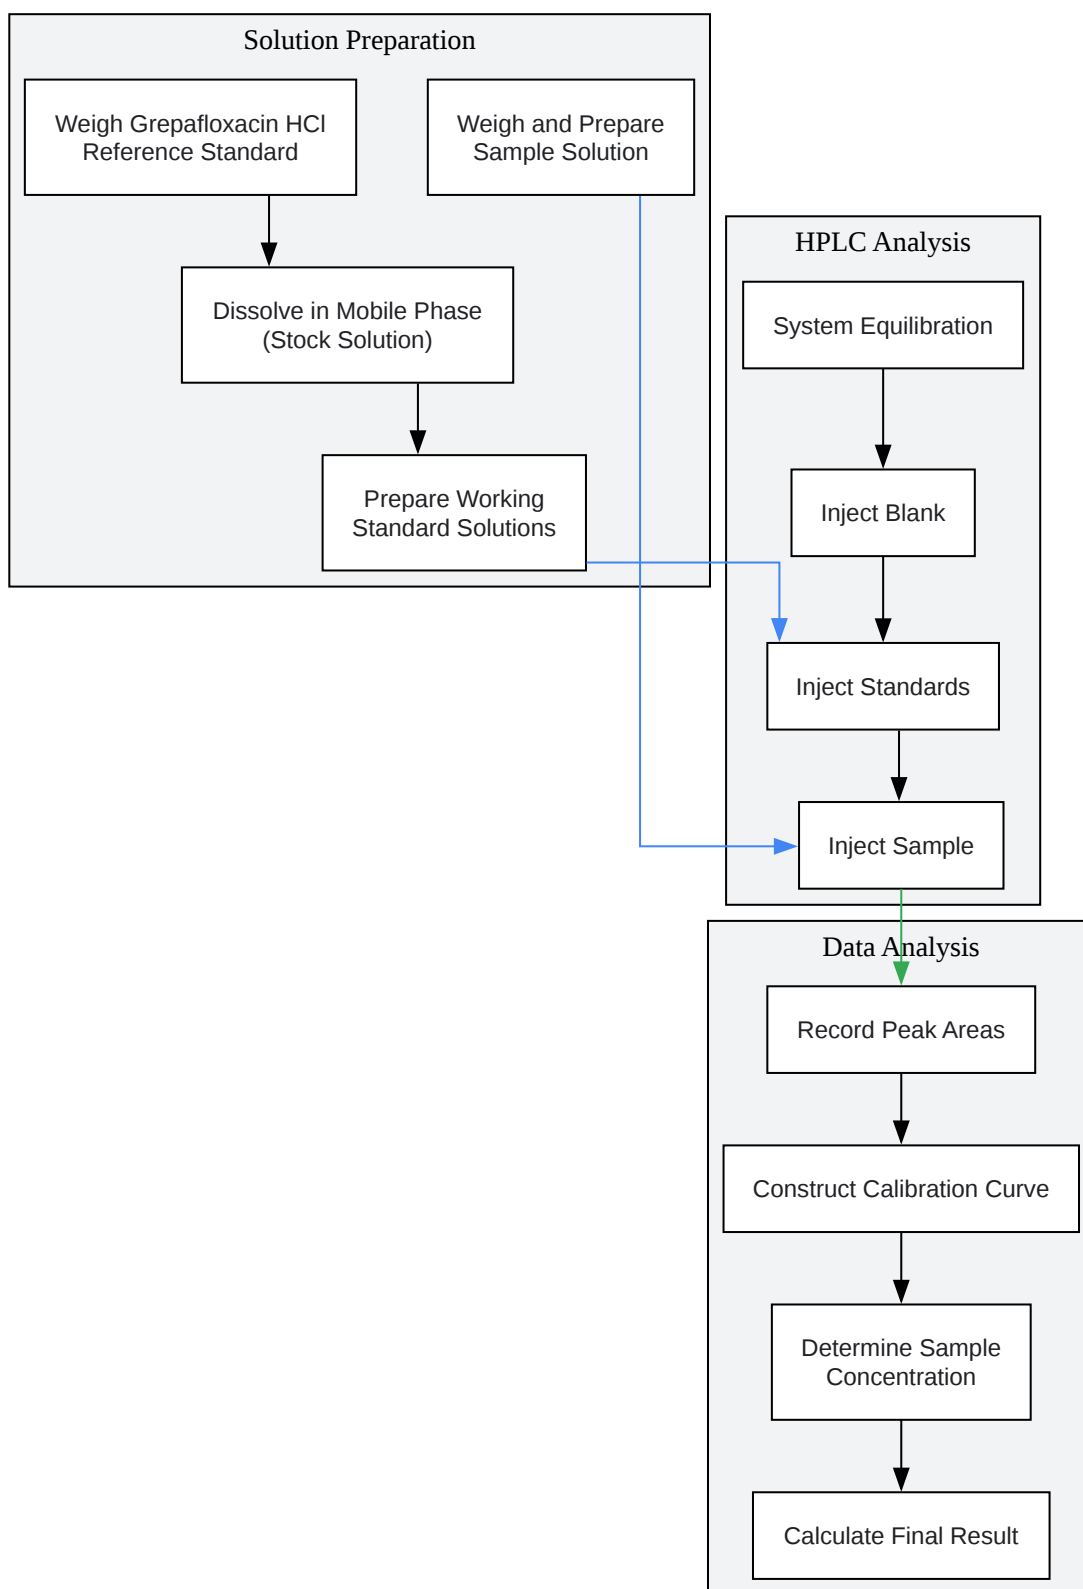 Solution Preparation
Weigh Grepafloxacin HCl
Reference Standard
Weigh and Prepare
Sample Solution
Dissolve in Mobile Phase
(Stock Solution)
Prepare Working
Standard Solutions
HPLC Analysis
System Equilibration
Inject Blank
Inject Standards
Inject Sample
Data Analysis
Record Peak Areas
Construct Calibration Curve
Determine Sample
Concentration
Calculate Final Result